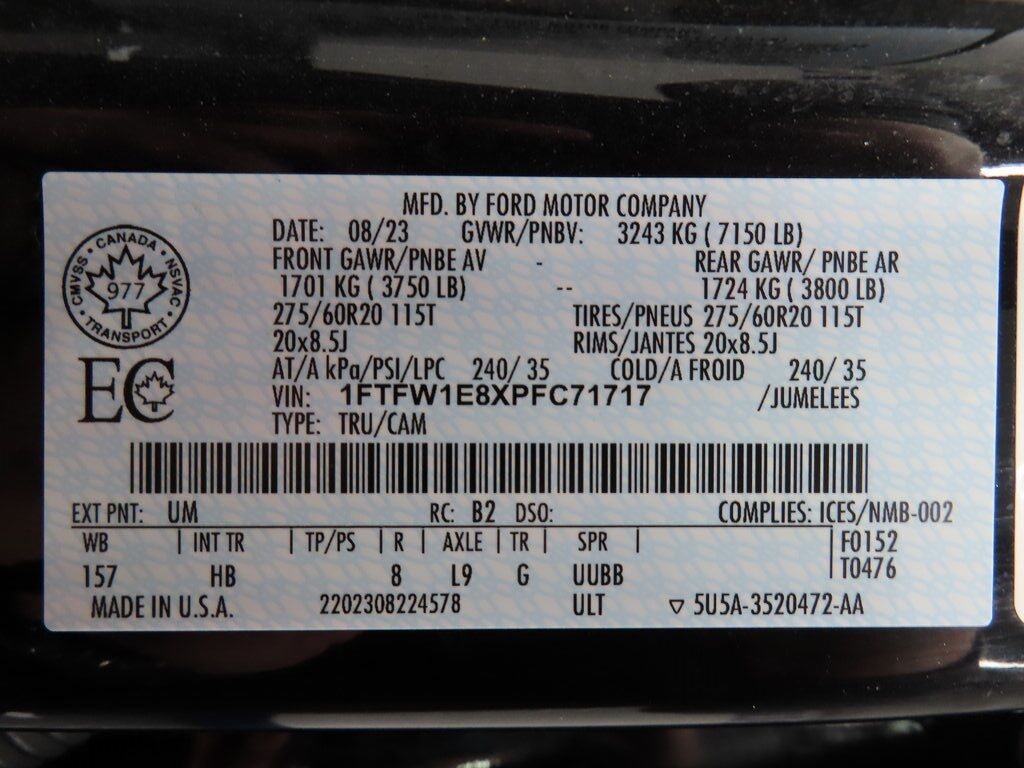 MFD. BY FORD MOTOR COMPANY
DATE: 08/23 GVWR/PNBV: 3243 KG ( 7150 LB)
FRONT GAWR/PNBE AV - REAR GAWR/ PNBE AR
1701 KG ( 3750 LB) -- 1724 KG ( 3800 LB)
275/60R20 115T TIRES/PNEUS 275/60R20 115T
20x8.5J RIMS/JANTES 20x8.5J
AT/A kPa/PSI/LPC 240/ 35 COLD/A FROID 240/ 35
VIN: 1FTFW1E8XPFC71717 /JUMELEES
TYPE: TRU/CAM
CANADA
CMVSS 977 NSVAC
TRANSPORT
EC
EXT PNT: UM RC: B2 DSO: COMPLIES: ICES/NMB-002
WB | INT TR | TP/PS | R | AXLE | TR | SPR | F0152
157 HB 8 L9 G UUBB T0476
MADE IN U.S.A. 2202308224578 ULT ▽ 5U5A-3520472-AA